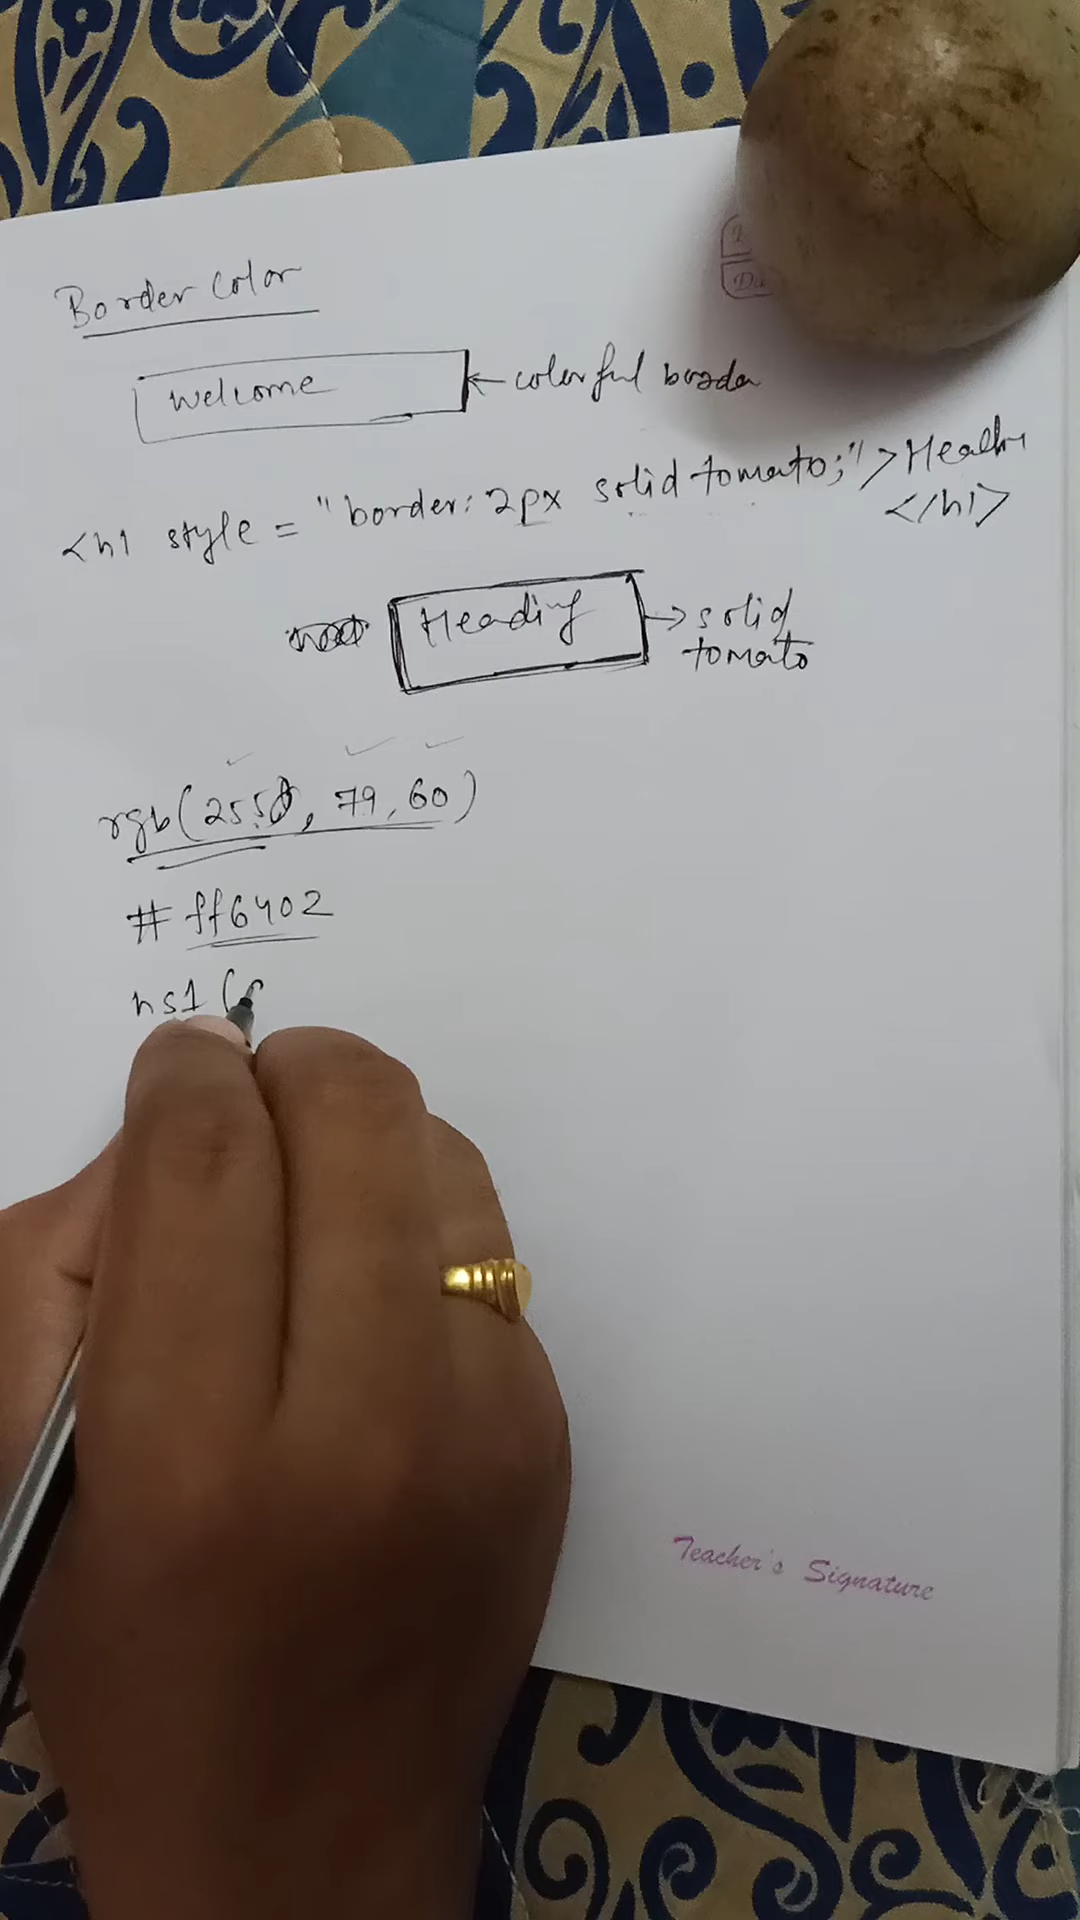 Border Color
Welcome ← colorful border
<h1 style = "border: 2px solid tomato;">
</h1>
Heading → solid
tomato
rgb(255, 79, 60)
# ff6402
hsl (
Teacher's Signature